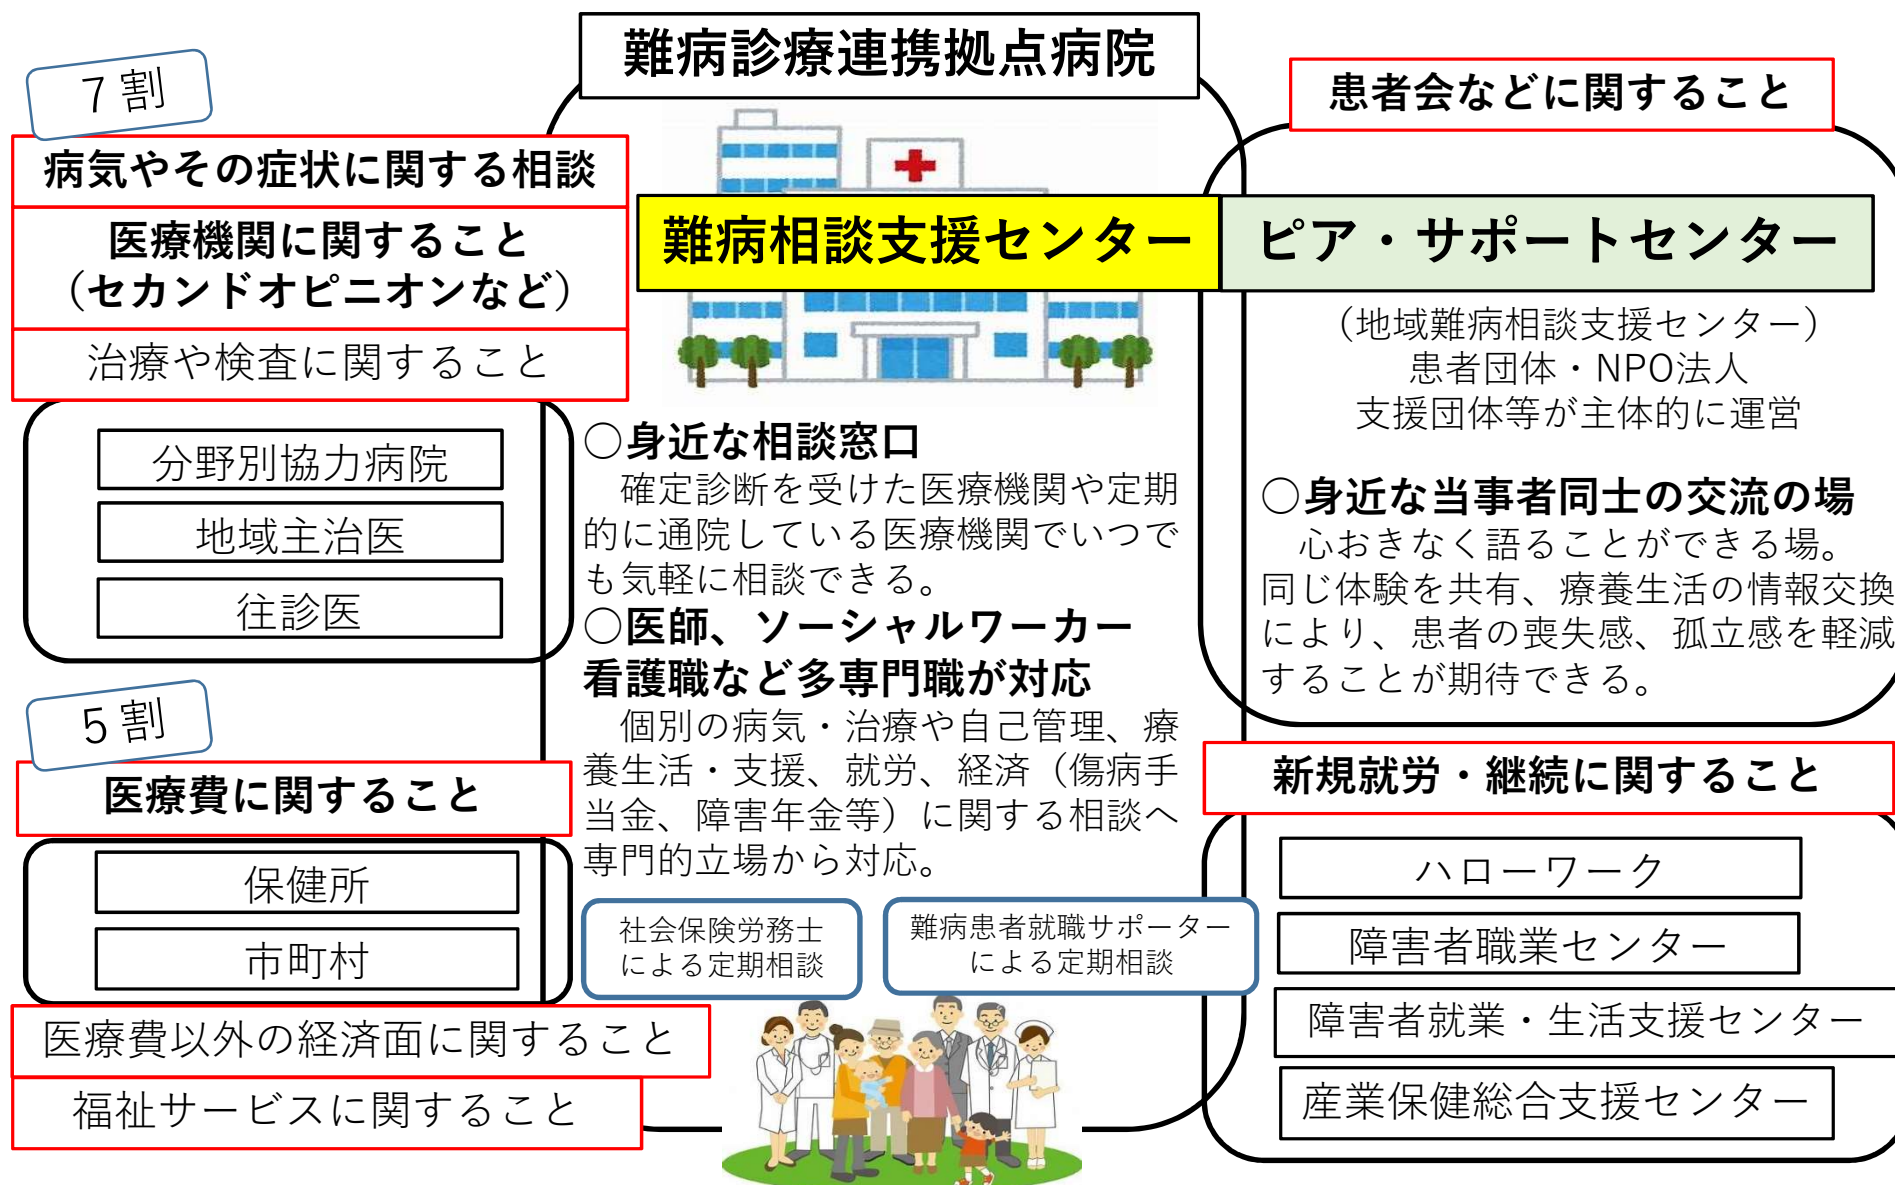 難病診療連携拠点病院
7割
病気やその症状に関する相談
医療機関に関すること
（セカンドオピニオンなど）
治療や検査に関すること
分野別協力病院
地域主治医
往診医
5割
医療費に関すること
保健所
市町村
医療費以外の経済面に関すること
福祉サービスに関すること
難病相談支援センター
○身近な相談窓口
確定診断を受けた医療機関や定期
的に通院している医療機関でいつで
も気軽に相談できる。
○医師、ソーシャルワーカー
看護職など多専門職が対応
個別の病気・治療や自己管理、療
養生活・支援、就労、経済（傷病手
当金、障害年金等）に関する相談へ
専門的立場から対応。
社会保険労務士
による定期相談
難病患者就職サポーター
による定期相談
患者会などに関すること
ピア・サポートセンター
（地域難病相談支援センター）
患者団体・NPO法人
支援団体等が主体的に運営
○身近な当事者同士の交流の場
心おきなく語ることができる場。
同じ体験を共有、療養生活の情報交換
により、患者の喪失感、孤立感を軽減
することが期待できる。
新規就労・継続に関すること
ハローワーク
障害者職業センター
障害者就業・生活支援センター
産業保健総合支援センター